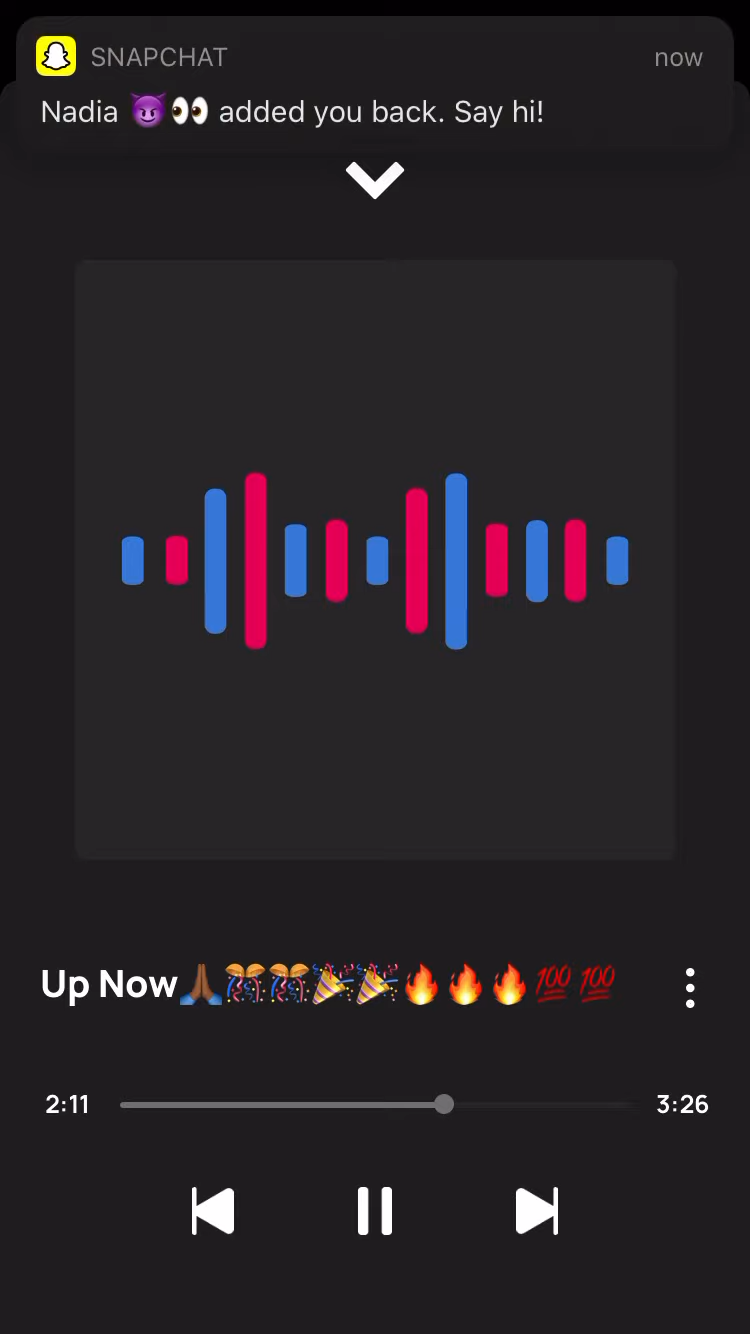 SNAPCHAT now
Nadia 😈👀 added you back. Say hi!
Up Now🙏🏾🎊🎊🎉🎉🔥🔥🔥💯💯
2:11 3:26